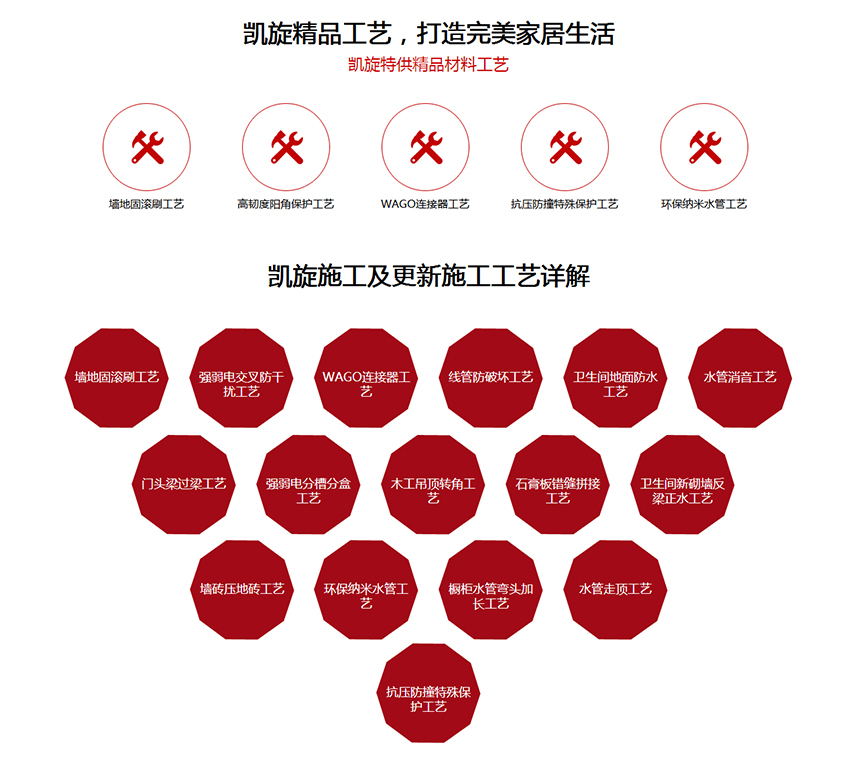 凯旋精品工艺，打造完美家居生活
凯旋特供精品材料工艺
墙地固滚刷工艺
高韧度阳角保护工艺
WAGO连接器工艺
抗压防撞特殊保护工艺
环保纳米水管工艺
凯旋施工及更新施工工艺详解
墙地固滚刷工艺
强弱电交叉防干
扰工艺
WAGO连接器工
艺
线管防破坏工艺
卫生间地面防水
工艺
水管消音工艺
门头梁过梁工艺
强弱电分槽分盒
工艺
木工吊顶转角工
艺
石膏板错缝拼接
工艺
卫生间新砌墙反
梁正水工艺
墙砖压地砖工艺
环保纳米水管工
艺
橱柜水管弯头加
长工艺
水管走顶工艺
抗压防撞特殊保
护工艺